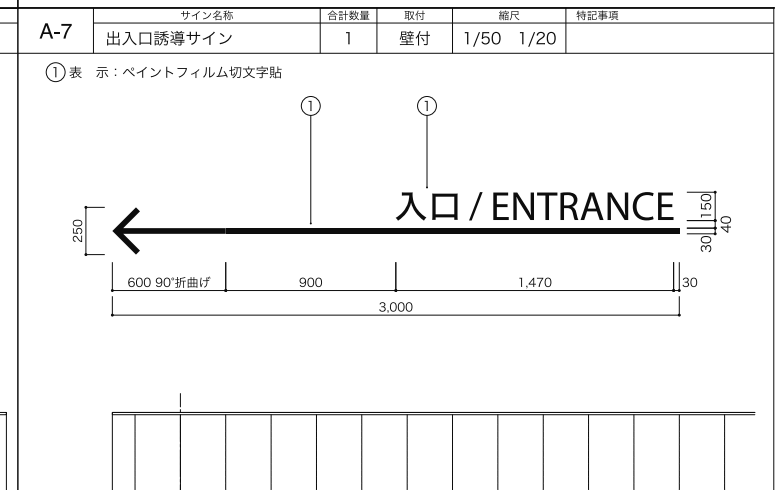 A-7
サイン名称 合計数量 取付 縮尺 特記事項
出入口誘導サイン 1 壁付 1/50 1/20
① 表　示：ペイントフィルム切文字貼
① ①
入口 / ENTRANCE
250
150
40
30
600 90°折曲げ 900 1,470 30
3,000